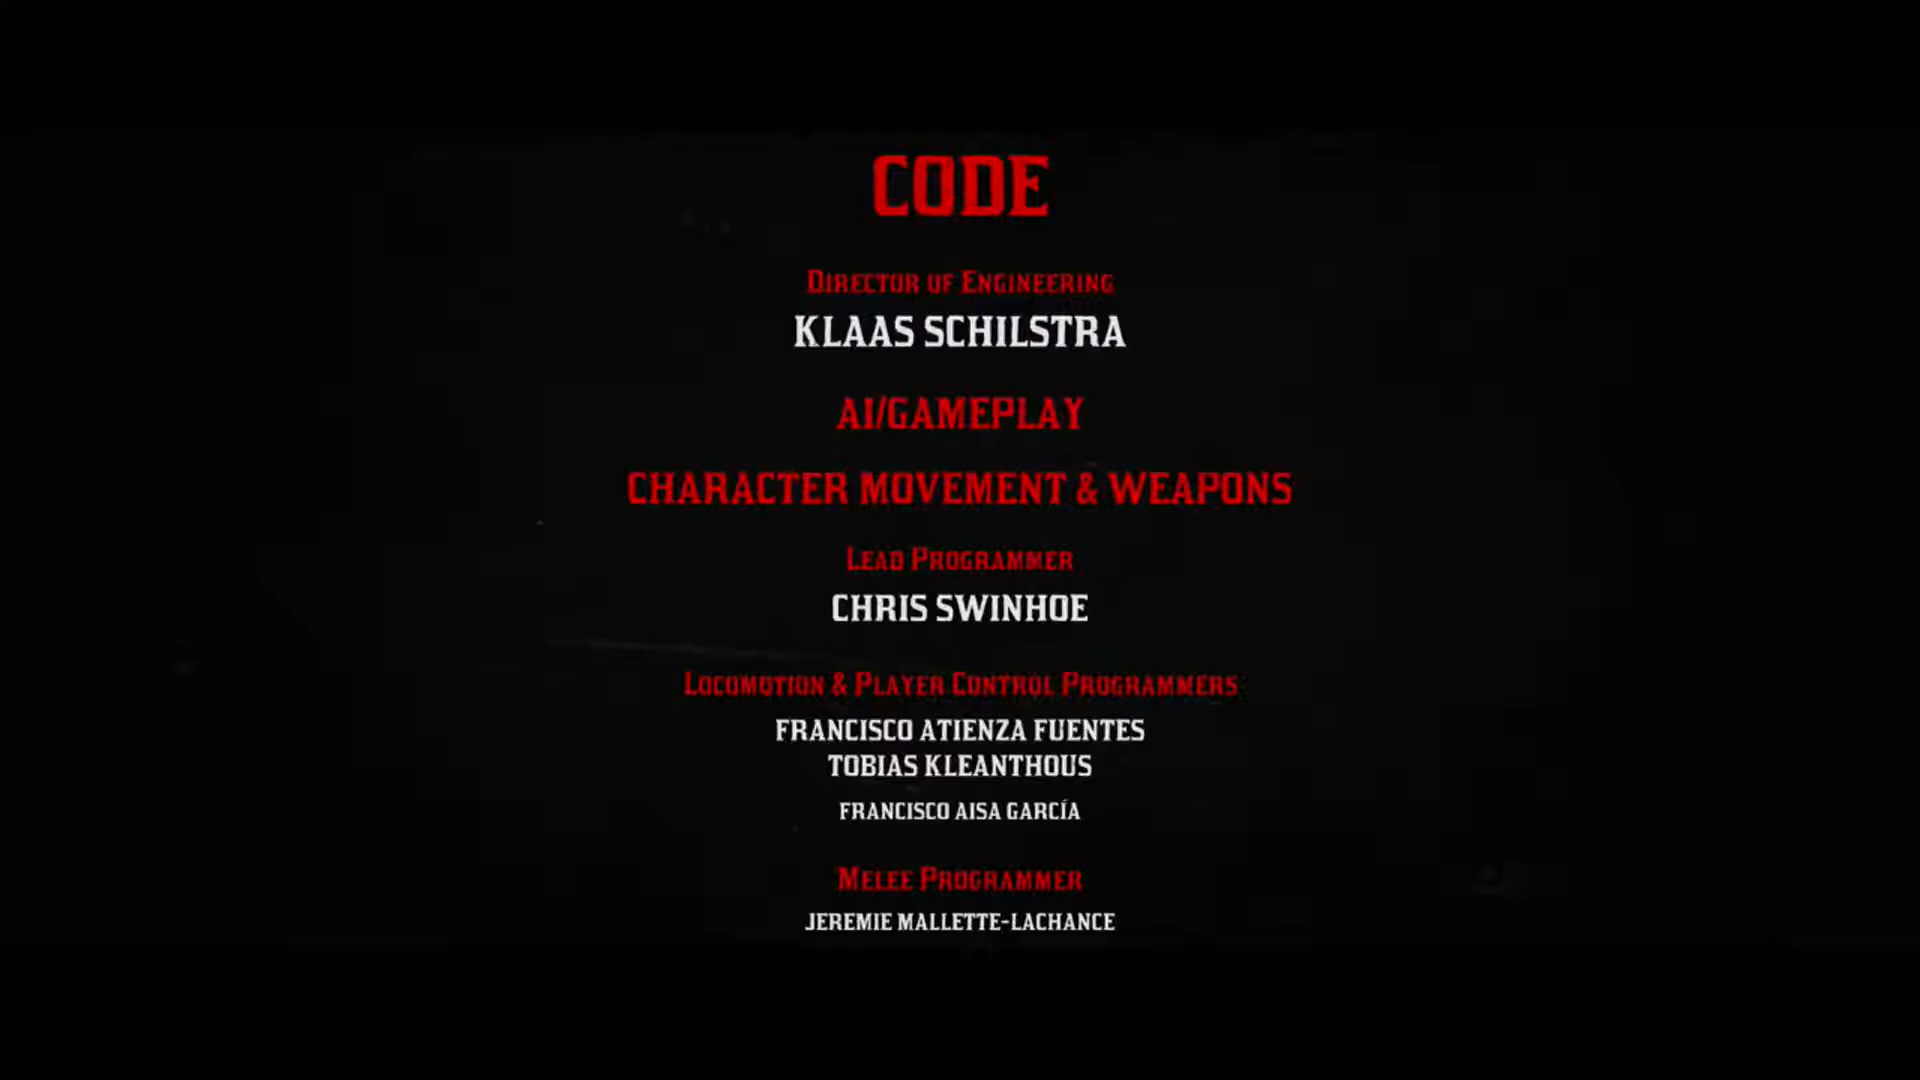 CODE
DIRECTOR OF ENGINEERING
KLAAS SCHILSTRA
AI/GAMEPLAY
CHARACTER MOVEMENT & WEAPONS
LEAD PROGRAMMER
CHRIS SWINHOE
LOCOMOTION & PLAYER CONTROL PROGRAMMERS
FRANCISCO ATIENZA FUENTES
TOBIAS KLEANTHOUS
FRANCISCO AISA GARCÍA
MELEE PROGRAMMER
JEREMIE MALLETTE-LACHANCE